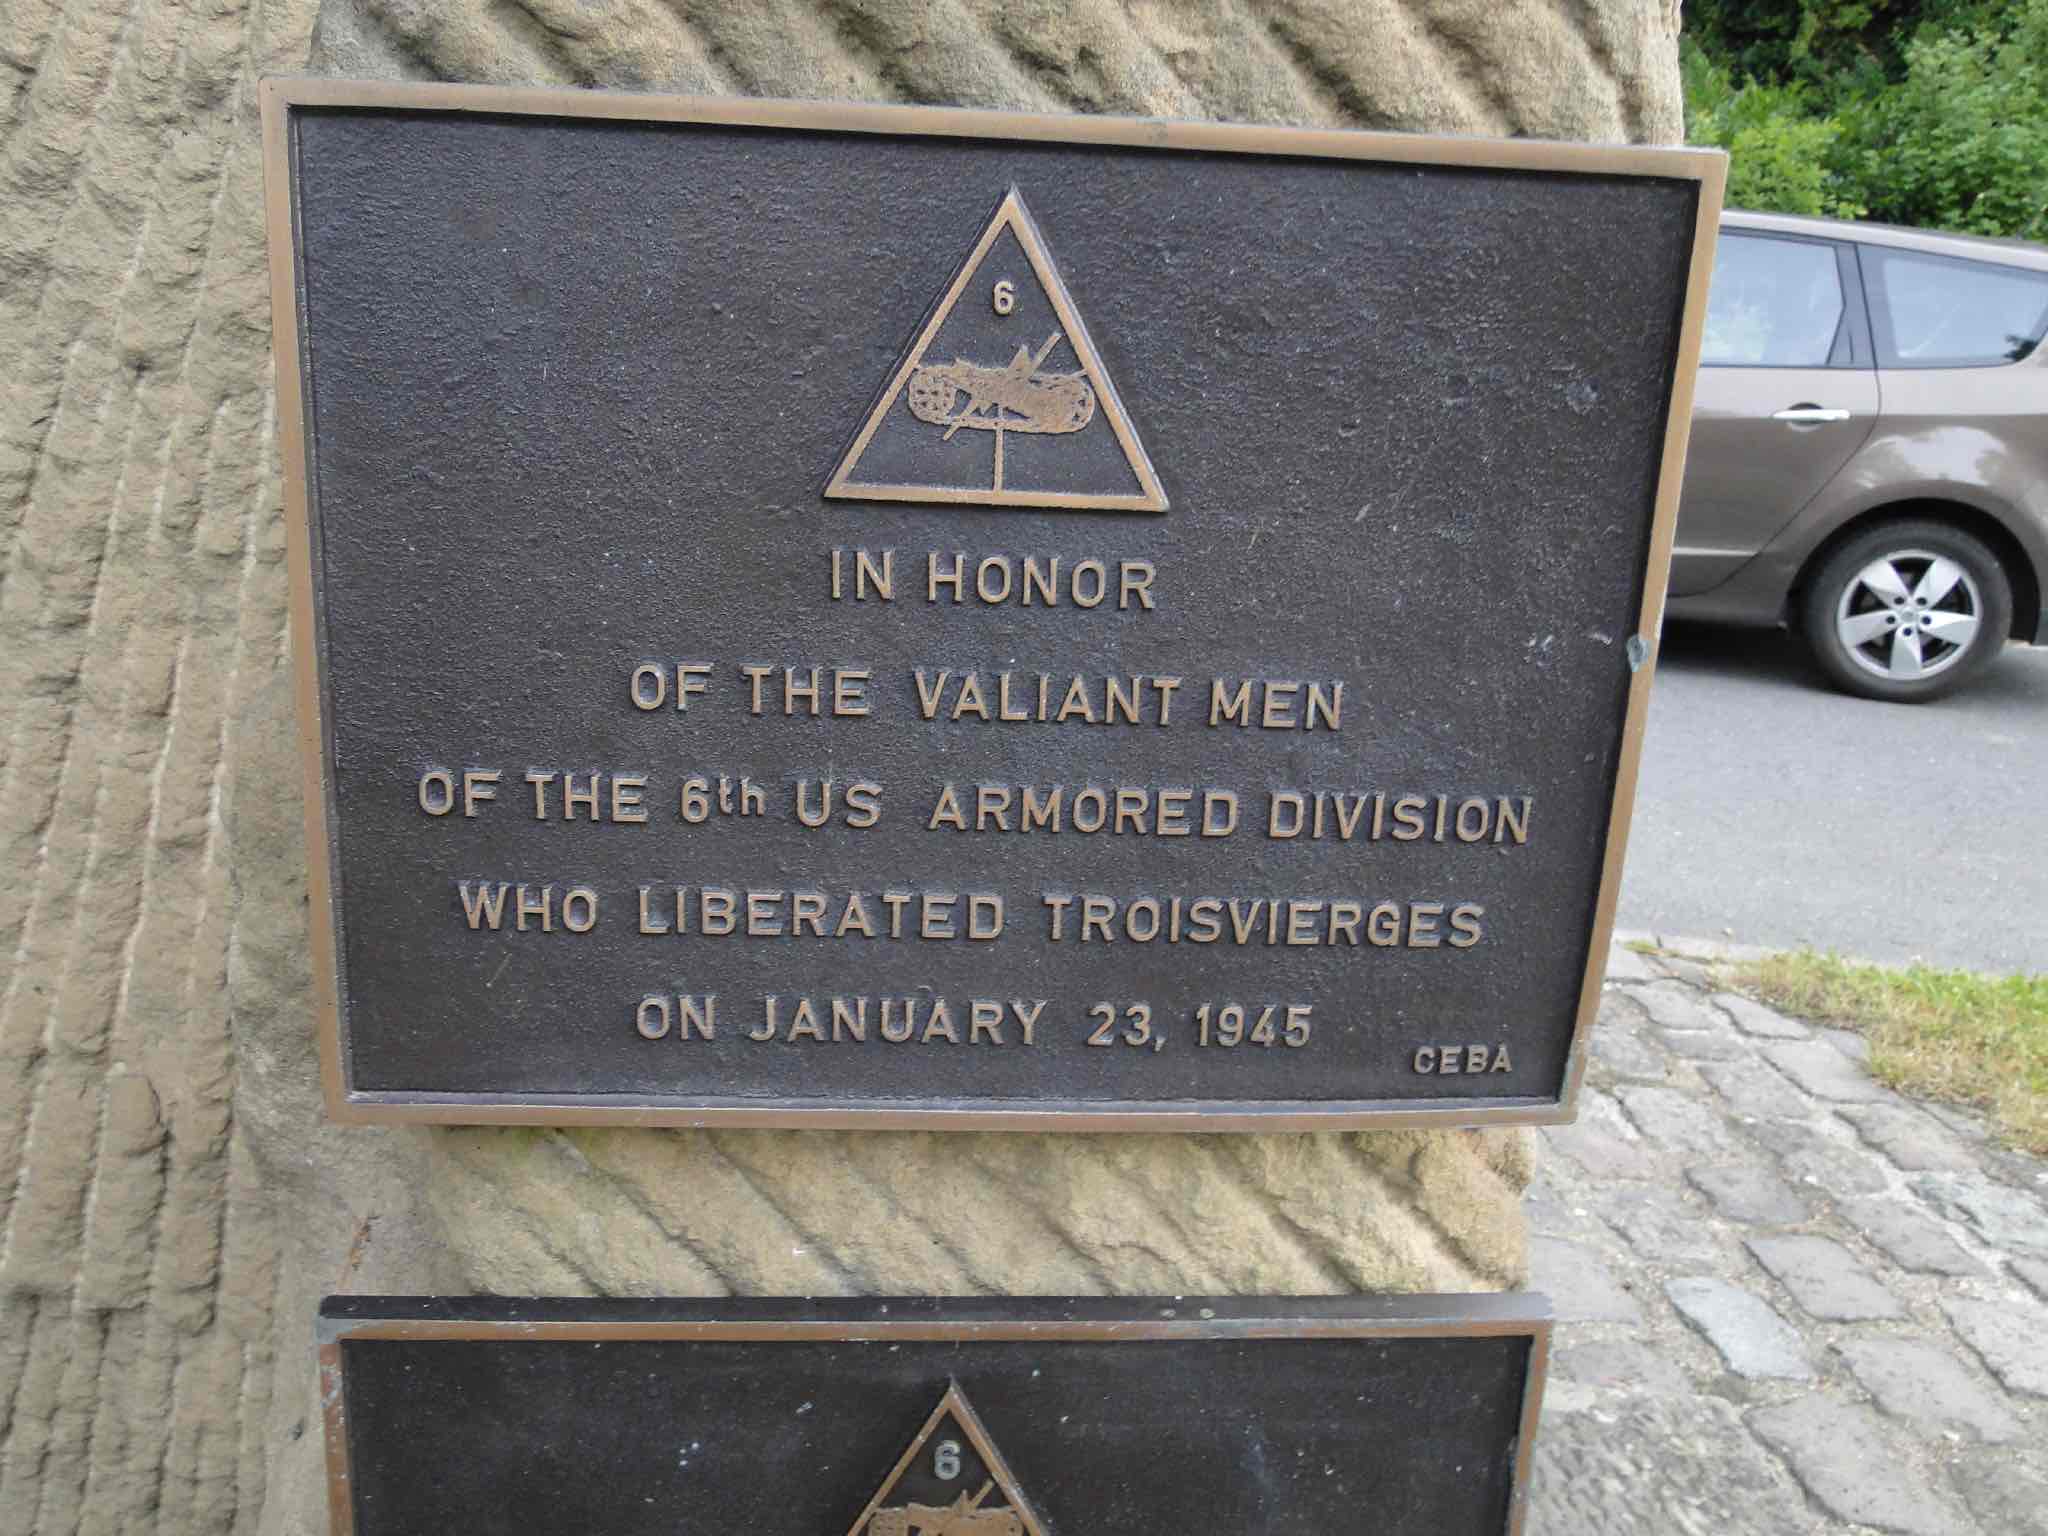 6
IN HONOR
OF THE VALIANT MEN
OF THE 6th US ARMORED DIVISION
WHO LIBERATED TROISVIERGES
ON JANUARY 23, 1945
CEBA
6